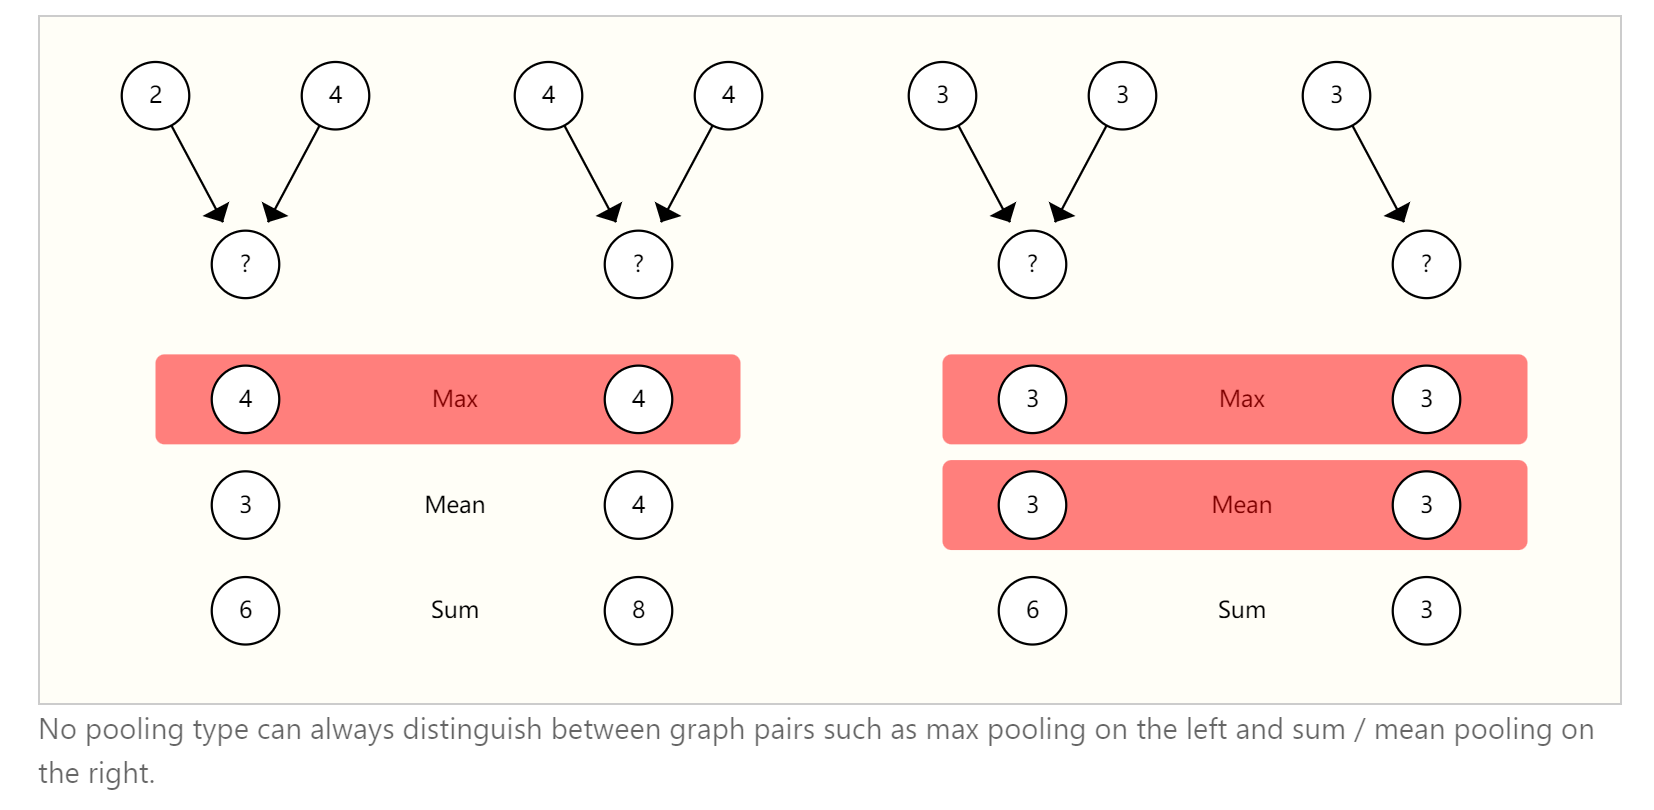 2 4 4 4 3 3 3
? ? ? ?
4 Max 4 3 Max 3
3 Mean 4 3 Mean 3
6 Sum 8 6 Sum 3
No pooling type can always distinguish between graph pairs such as max pooling on the left and sum / mean pooling on
the right.